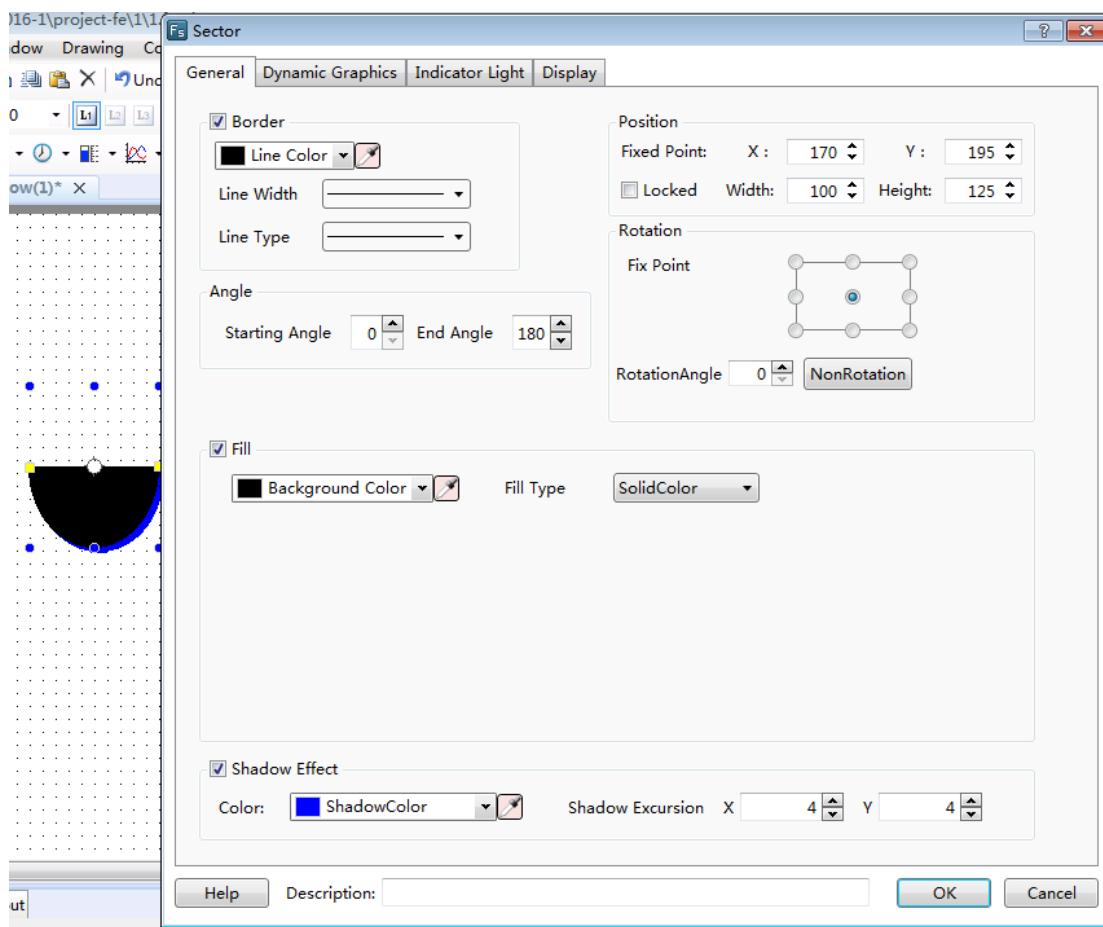 016-1\project-fe\1\1
Sector
dow Drawing Co
General Dynamic Graphics Indicator Light Display
Undo
0 L1 L2 L3
ow(1)*
Border
Line Color
Line Width
Line Type
Position
Fixed Point: X : 170 Y : 195
Locked Width: 100 Height: 125
Rotation
Fix Point
RotationAngle 0 NonRotation
Angle
Starting Angle 0 End Angle 180
Fill
Background Color Fill Type SolidColor
Shadow Effect
Color: ShadowColor Shadow Excursion X 4 Y 4
Help Description: OK Cancel
ut